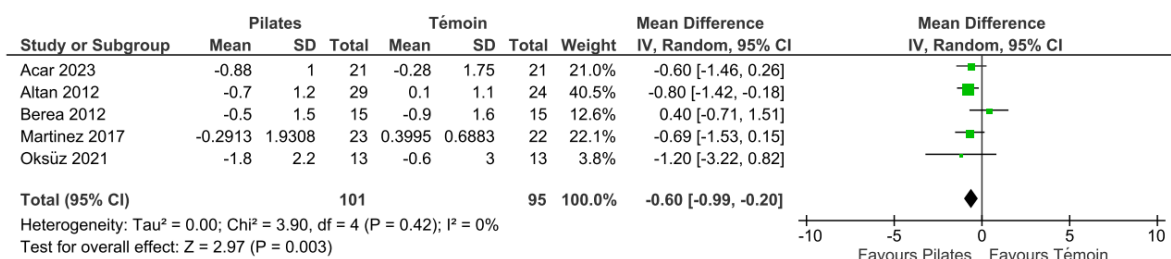 Pilates Témoin Mean Difference Mean Difference
Study or Subgroup Mean SD Total Mean SD Total Weight IV, Random, 95% CI IV, Random, 95% CI
Acar 2023 -0.88 1 21 -0.28 1.75 21 21.0% -0.60 [-1.46, 0.26]
Altan 2012 -0.7 1.2 29 0.1 1.1 24 40.5% -0.80 [-1.42, -0.18]
Berea 2012 -0.5 1.5 15 -0.9 1.6 15 12.6% 0.40 [-0.71, 1.51]
Martinez 2017 -0.2913 1.9308 23 0.3995 0.6883 22 22.1% -0.69 [-1.53, 0.15]
Oksüz 2021 -1.8 2.2 13 -0.6 3 13 3.8% -1.20 [-3.22, 0.82]
Total (95% CI) 101 95 100.0% -0.60 [-0.99, -0.20]
Heterogeneity: Tau² = 0.00; Chi² = 3.90, df = 4 (P = 0.42); I² = 0%
Test for overall effect: Z = 2.97 (P = 0.003)
-10 -5 0 5 10
Favours Pilates Favours Témoin